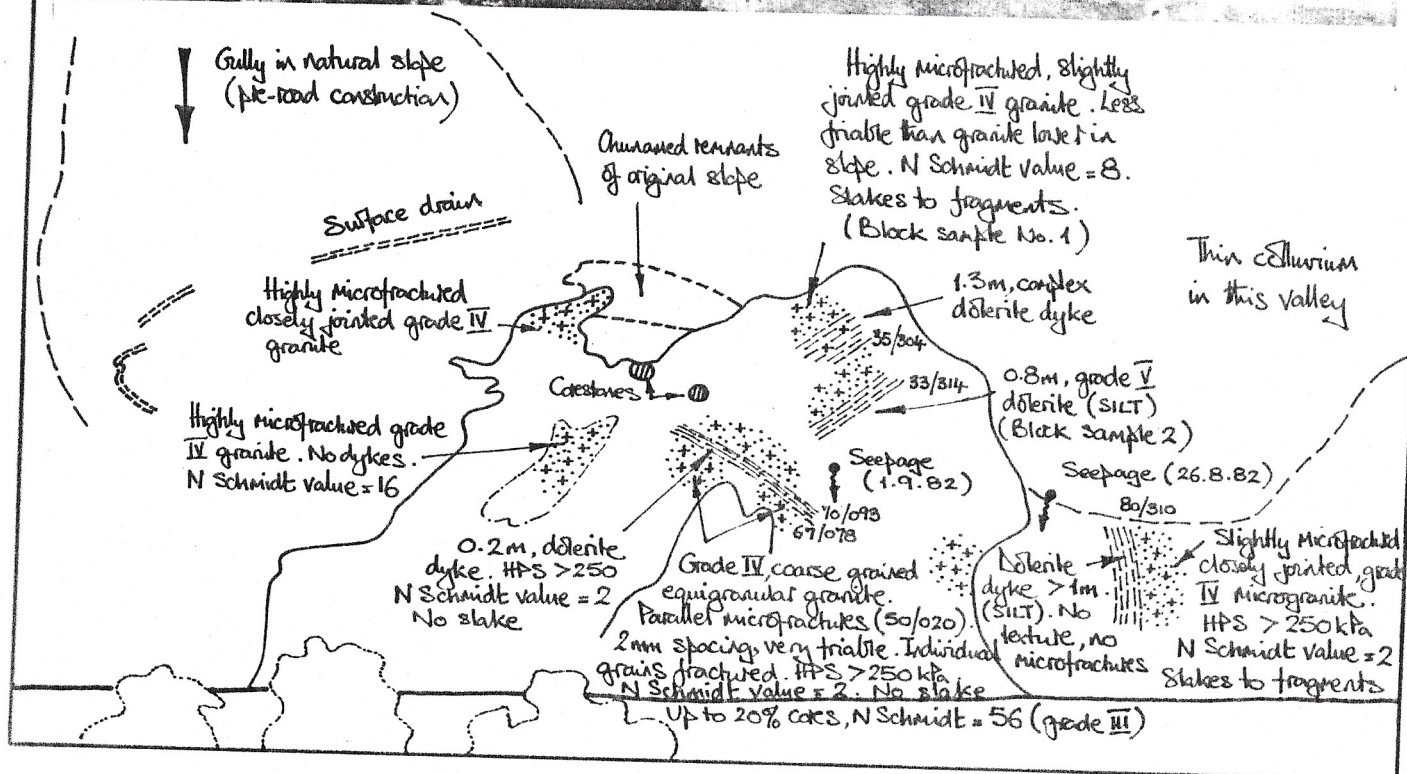 Gully in natural slope
(pre-road construction)
Surface drain
Chunamed remnants
of original slope
Highly microfractured, slightly
jointed grade IV granite. Less
friable than granite lower in
slope. N Schmidt value = 8.
Slakes to fragments.
(Block sample No. 1)
Thin colluvium
in this valley
Highly microfractured
closely jointed grade IV
granite
1.3m, complex
dolerite dyke
35/304
33/314
0.8m, grade V
dolerite (SILT)
(Block sample 2)
Corestones
Highly microfractured grade
IV granite. No dykes.
N Schmidt value = 16
Seepage
(1.9.82)
Seepage (26.8.82)
80/310
70/093
67/078
0.2m, dolerite
dyke. HPS >250
N Schmidt value = 2
No slake
Grade IV, coarse grained
equigranular granite.
Parallel microfractures (50/020).
2mm spacing, very friable. Individual
grains fractured. HPS >250 kPa
N Schmidt value = 2. No slake
Up to 20% cores, N Schmidt = 56 (grade III)
Dolerite
dyke >1m.
(SILT). No
texture, no
microfractures
Slightly microfractured
closely jointed, grade
IV microgranite.
HPS > 250 kPa
N Schmidt value = 2
Slakes to fragments